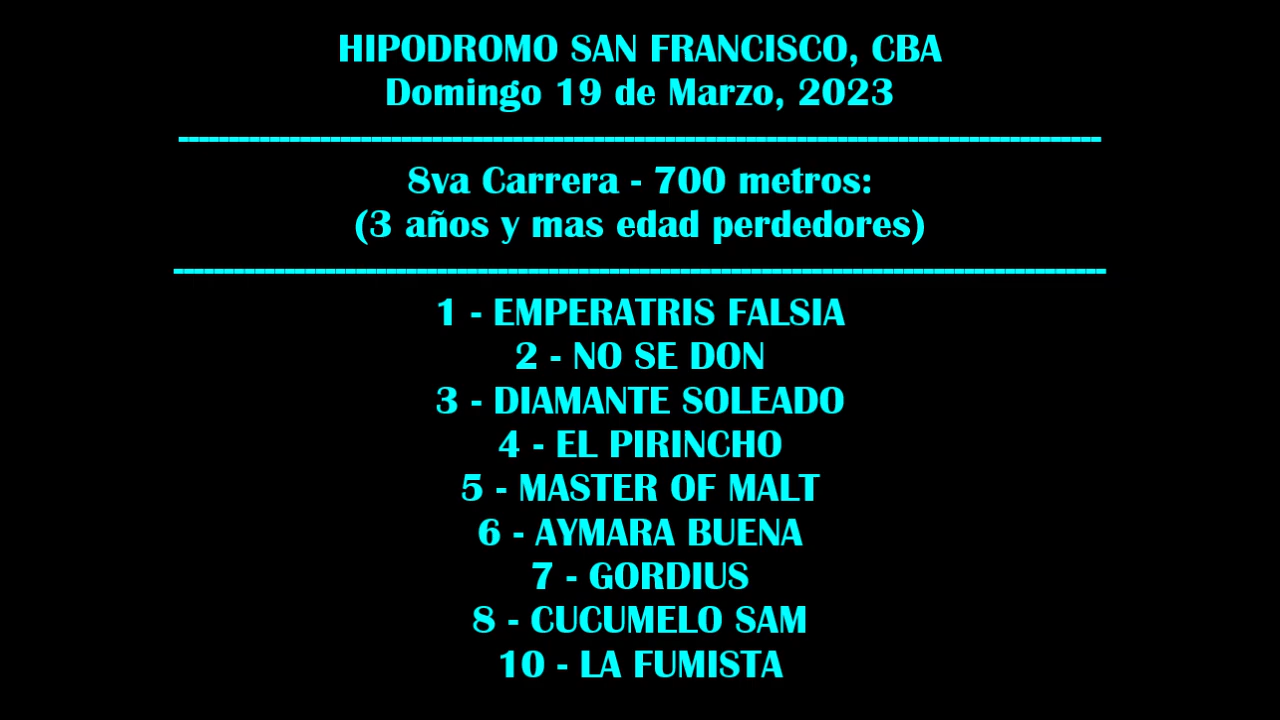 HIPODROMO SAN FRANCISCO, CBA
Domingo 19 de Marzo, 2023
--------------------------------------------------------------------------------------------
8va Carrera - 700 metros:
(3 años y mas edad perdedores)
---------------------------------------------------------------------------------------------
1 - EMPERATRIS FALSIA
2 - NO SE DON
3 - DIAMANTE SOLEADO
4 - EL PIRINCHO
5 - MASTER OF MALT
6 - AYMARA BUENA
7 - GORDIUS
8 - CUCUMELO SAM
10 - LA FUMISTA